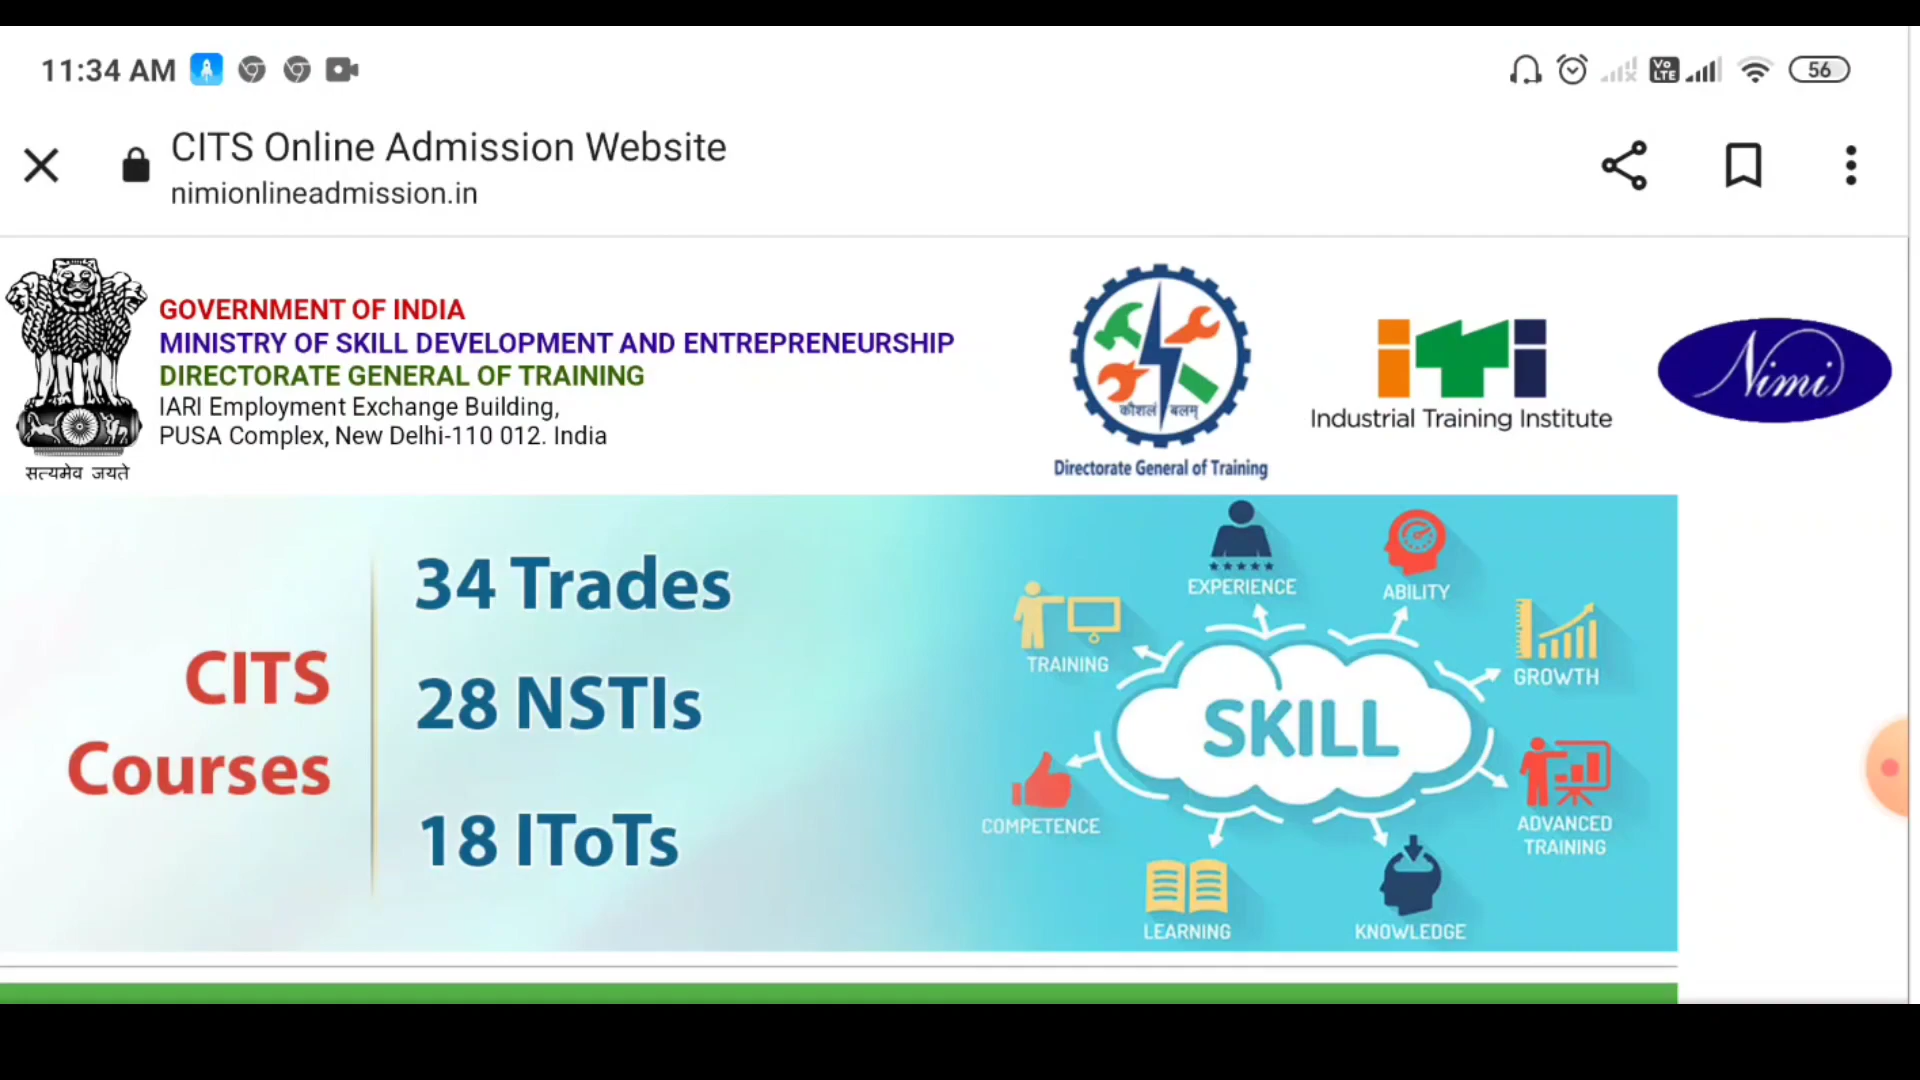 11:34 AM
Vo
LTE
56
CITS Online Admission Website
nimionlineadmission.in
GOVERNMENT OF INDIA
MINISTRY OF SKILL DEVELOPMENT AND ENTREPRENEURSHIP
DIRECTORATE GENERAL OF TRAINING
IARI Employment Exchange Building,
PUSA Complex, New Delhi-110 012. India
सत्यमेव जयते
कौशलं बलम्
Directorate General of Training
iTi
Industrial Training Institute
Nimi
CITS
Courses
34 Trades
28 NSTIs
18 IToTs
EXPERIENCE
ABILITY
TRAINING
GROWTH
SKILL
COMPETENCE
ADVANCED
TRAINING
LEARNING
KNOWLEDGE